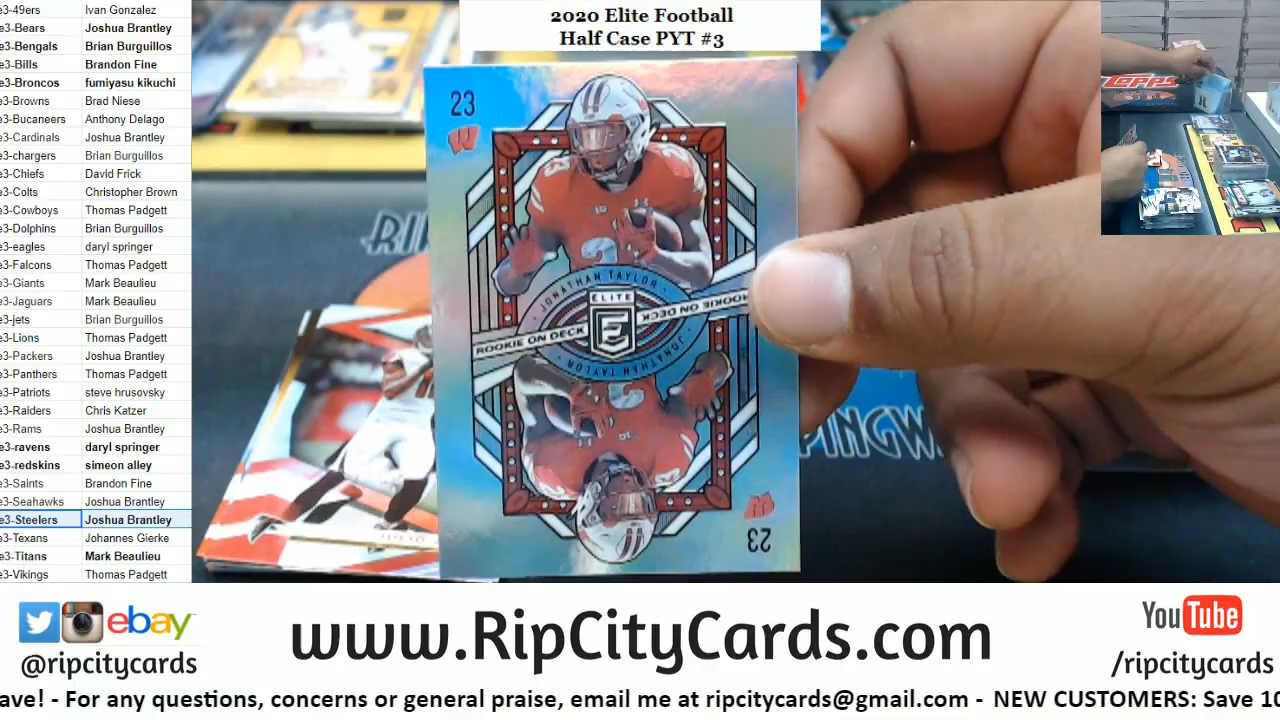 e3-49ers Ivan Gonzalez
e3-Bears Joshua Brantley
e3-Bengals Brian Burguillos
e3-Bills Brandon Fine
e3-Broncos fumiyasu kikuchi
e3-Browns Brad Niese
e3-Bucaneers Anthony Delago
e3-Cardinals Joshua Brantley
e3-chargers Brian Burguillos
e3-Chiefs David Frick
e3-Colts Christopher Brown
e3-Cowboys Thomas Padgett
e3-Dolphins Brian Burguillos
e3-eagles daryl springer
e3-Falcons Thomas Padgett
e3-Giants Mark Beaulieu
e3-Jaguars Mark Beaulieu
e3-jets Brian Burguillos
e3-Lions Thomas Padgett
e3-Packers Joshua Brantley
e3-Panthers Thomas Padgett
e3-Patriots steve hrusovsky
e3-Raiders Chris Katzer
e3-Rams Joshua Brantley
e3-ravens daryl springer
e3-redskins simeon alley
e3-Saints Brandon Fine
e3-Seahawks Joshua Brantley
e3-Steelers Joshua Brantley
e3-Texans Johannes Gierke
e3-Titans Mark Beaulieu
e3-Vikings Thomas Padgett
2020 Elite Football
Half Case PYT #3
23
W
JONATHAN TAYLOR
ELITE
E
ROOKIE ON DECK
ROOKIE ON DECK
JONATHAN TAYLOR
W
23
RI
PINGW
Topps
ebay
@ripcitycards
www.RipCityCards.com
YouTube
/ripcitycards
ave! - For any questions, concerns or general praise, email me at ripcitycards@gmail.com - NEW CUSTOMERS: Save 10